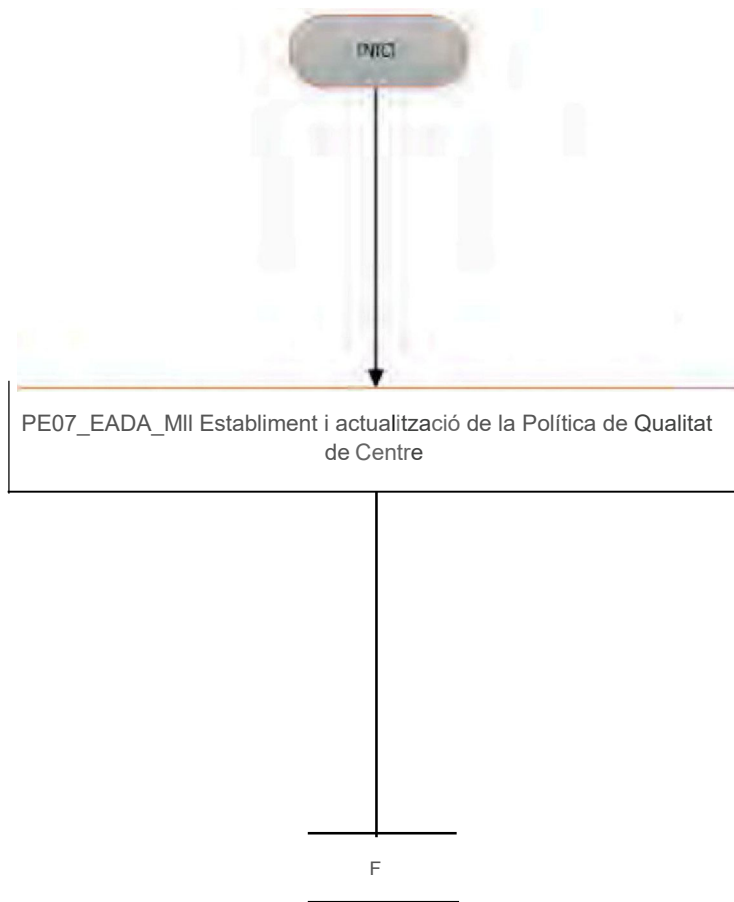 INICI
PE07_EADA_MII Establiment i actualització de la Política de Qualitat
de Centre
F